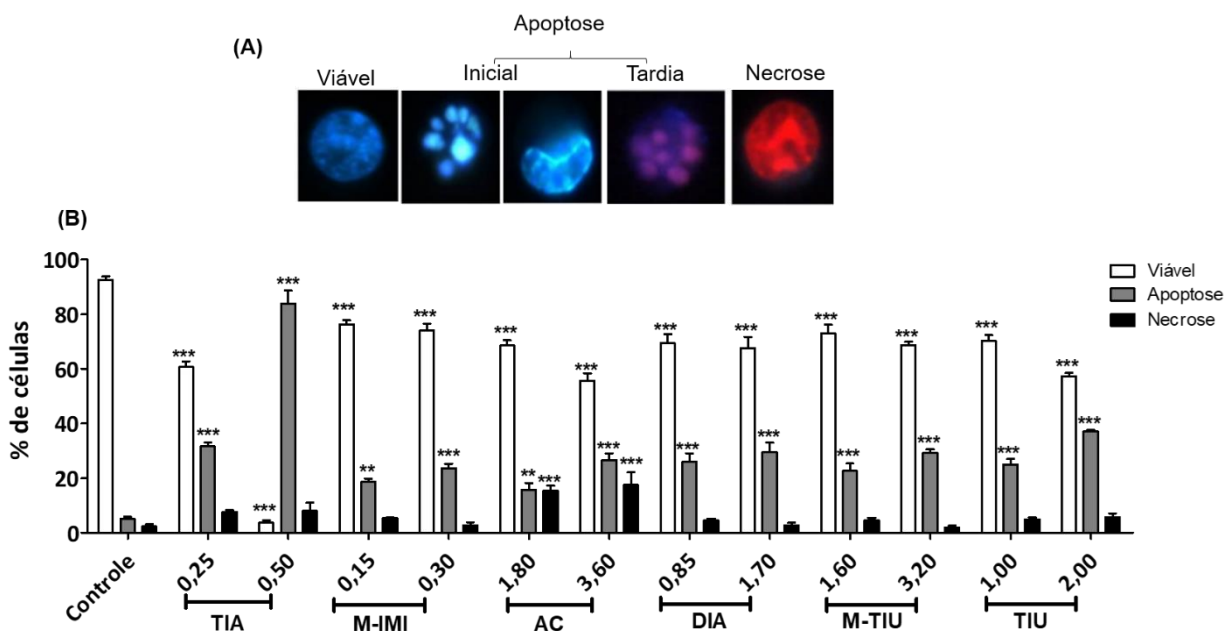 (A)
Apoptose
Viável Inicial Tardia Necrose
(B)
% de células
100
80
60
40
20
0
*** *** *** *** ** *** *** *** ** *** *** *** *** *** *** *** *** *** *** *** *** *** *** *** *** ***
Viável
Apoptose
Necrose
Controle 0,25 0,50 0,15 0,30 1,80 3,60 0,85 1,70 1,60 3,20 1,00 2,00
TIA M-IMI AC DIA M-TIU TIU